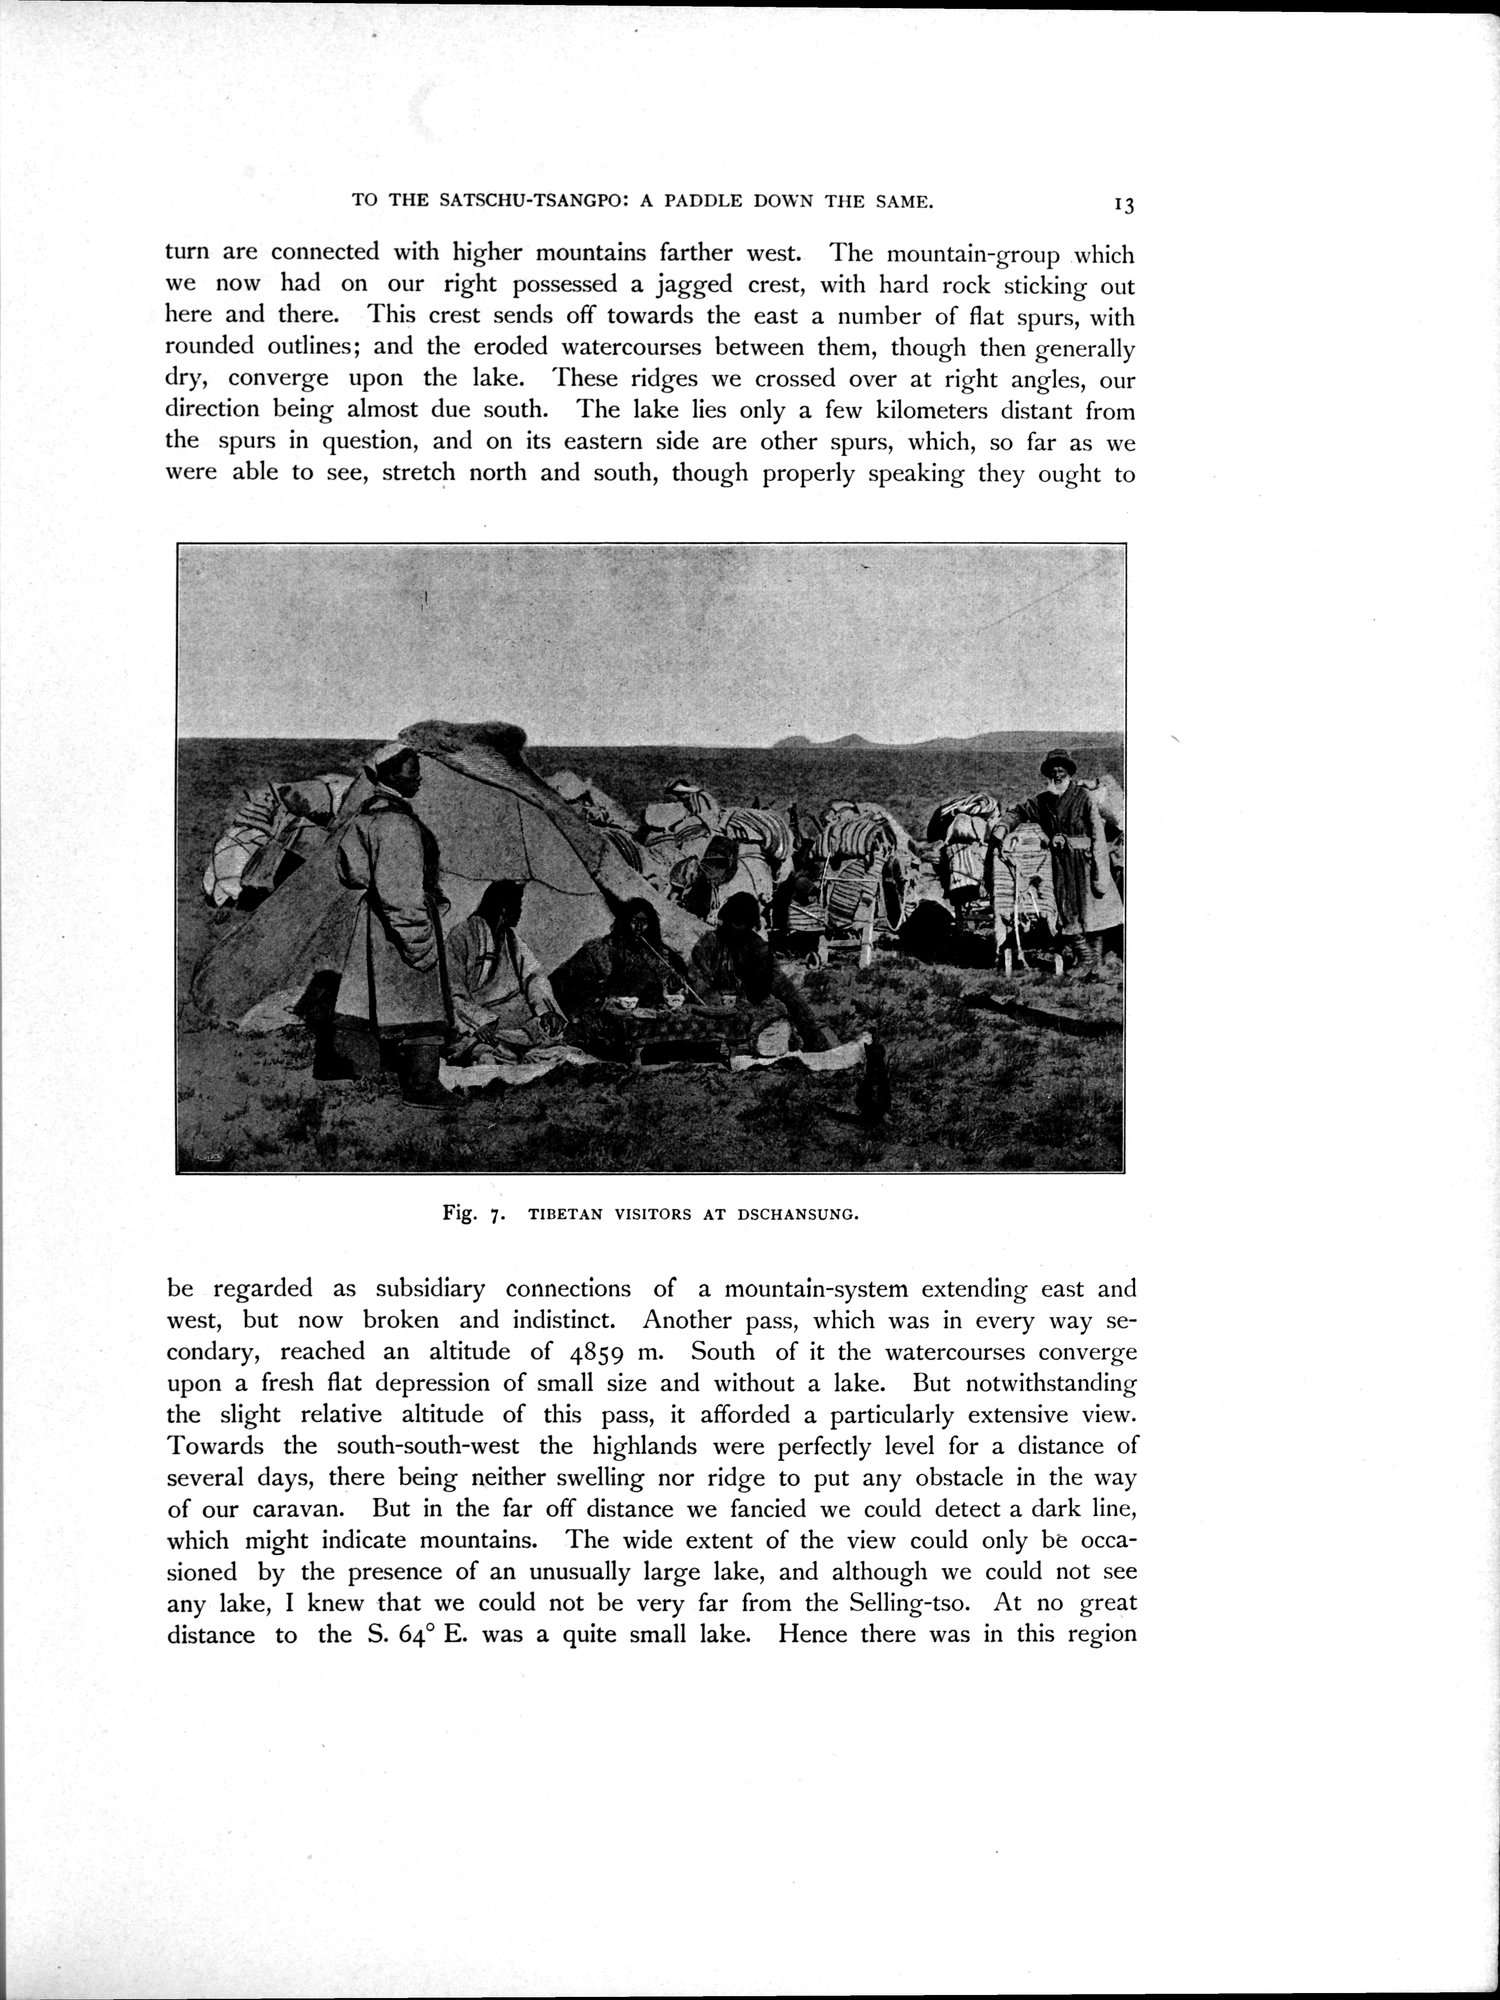 TO THE SATSCHU-TSANGPO: A PADDLE DOWN THE SAME. 13
turn are connected with higher mountains farther west. The mountain-group which
we now had on our right possessed a jagged crest, with hard rock sticking out
here and there. This crest sends off towards the east a number of flat spurs, with
rounded outlines; and the eroded watercourses between them, though then generally
dry, converge upon the lake. These ridges we crossed over at right angles, our
direction being almost due south. The lake lies only a few kilometers distant from
the spurs in question, and on its eastern side are other spurs, which, so far as we
were able to see, stretch north and south, though properly speaking they ought to
Fig. 7. TIBETAN VISITORS AT DSCHANSUNG.
be regarded as subsidiary connections of a mountain-system extending east and
west, but now broken and indistinct. Another pass, which was in every way se-
condary, reached an altitude of 4859 m. South of it the watercourses converge
upon a fresh flat depression of small size and without a lake. But notwithstanding
the slight relative altitude of this pass, it afforded a particularly extensive view.
Towards the south-south-west the highlands were perfectly level for a distance of
several days, there being neither swelling nor ridge to put any obstacle in the way
of our caravan. But in the far off distance we fancied we could detect a dark line,
which might indicate mountains. The wide extent of the view could only be occa-
sioned by the presence of an unusually large lake, and although we could not see
any lake, I knew that we could not be very far from the Selling-tso. At no great
distance to the S. 64° E. was a quite small lake. Hence there was in this region